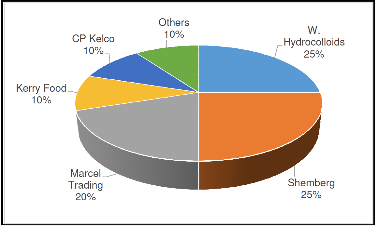 Others
10%
W.
Hydrocolloids
25%
CP Kelco
10%
Kerry Food
10%
Marcel
Trading
20%
Shemberg
25%